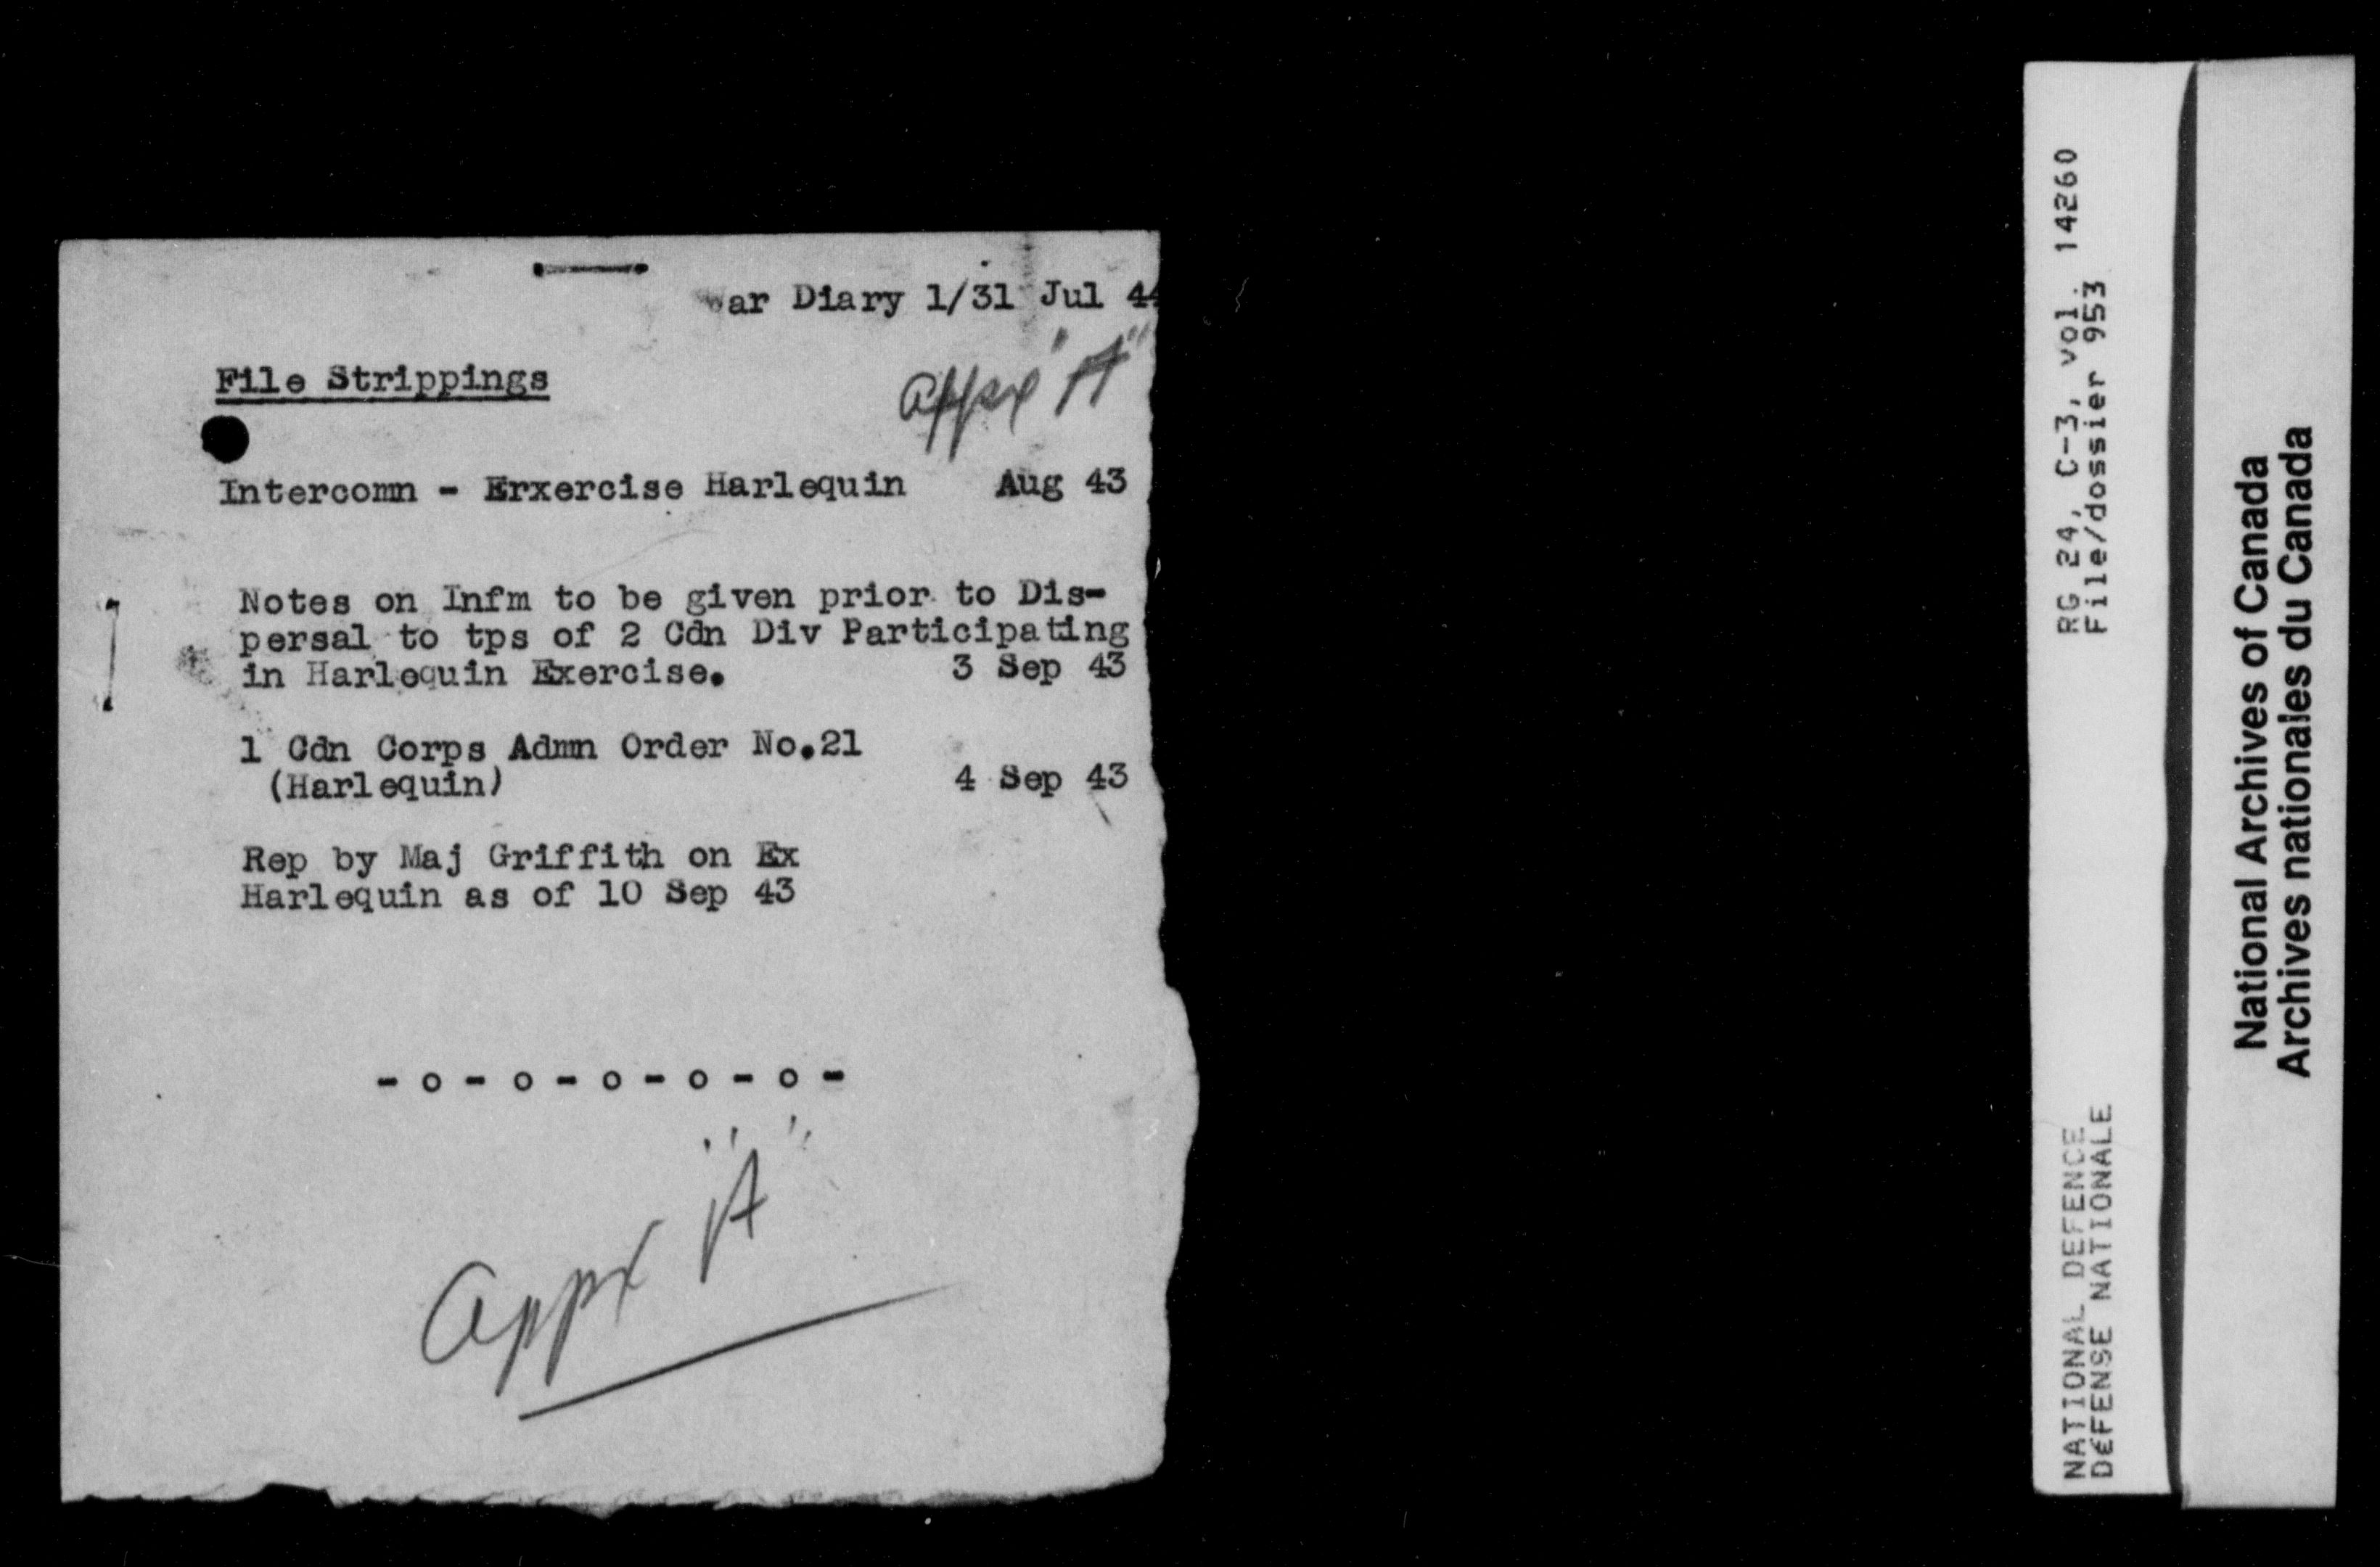 ar Diary 1/31 Jul 44
Appx "A"
File Strippings
Intercomn - Erxercise Harlequin Aug 43
Notes on Infm to be given prior to Dis-
persal to tps of 2 Cdn Div Participating
in Harlequin Exercise. 3 Sep 43
1 Cdn Corps Admn Order No.21
(Harlequin) 4 Sep 43
Rep by Maj Griffith on Ex
Harlequin as of 10 Sep 43
- o - o - o - o - o -
Appx "A"
NATIONAL DEFENCE RG 24, C-3, vol. 14260
DÉFENSE NATIONALE File/dossier 953
National Archives of Canada
Archives nationales du Canada